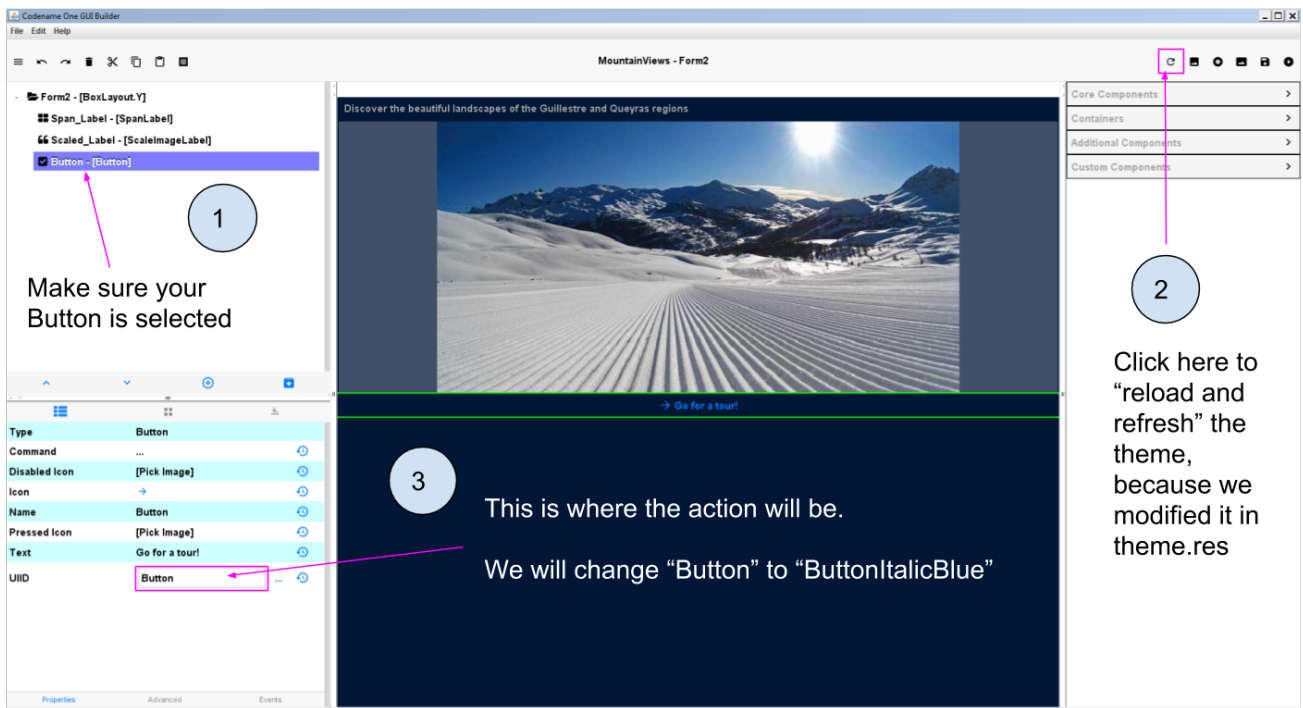 Codename One GUI Builder
File Edit Help
MountainViews - Form2
- Form2 - [BoxLayout.Y]
Span_Label - [SpanLabel]
Scaled_Label - [ScaleImageLabel]
Button - [Button]
1
Make sure your
Button is selected
Type Button
Command ...
Disabled Icon [Pick Image]
Icon
Name Button
Pressed Icon [Pick Image]
Text Go for a tour!
UIID Button ...
Properties Advanced Events
Discover the beautiful landscapes of the Guillestre and Queyras regions
→ Go for a tour!
3
This is where the action will be.
We will change “Button” to “ButtonItalicBlue”
Core Components
Containers
Additional Components
Custom Components
2
Click here to
“reload and
refresh” the
theme,
because we
modified it in
theme.res